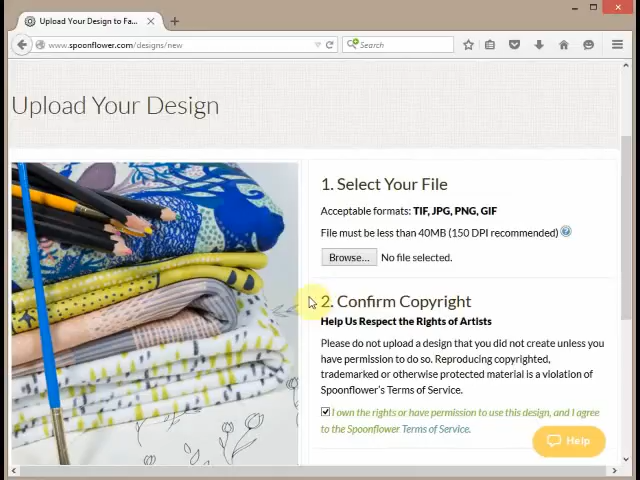 Upload Your Design to Fa...
www.spoonflower.com/designs/new
Search
Upload Your Design
1. Select Your File
Acceptable formats: TIF, JPG, PNG, GIF
File must be less than 40MB (150 DPI recommended) ?
Browse... No file selected.
2. Confirm Copyright
Help Us Respect the Rights of Artists
Please do not upload a design that you did not create unless you
have permission to do so. Reproducing copyrighted,
trademarked or otherwise protected material is a violation of
Spoonflower's Terms of Service.
I own the rights or have permission to use this design, and I agree
to the Spoonflower Terms of Service.
Help